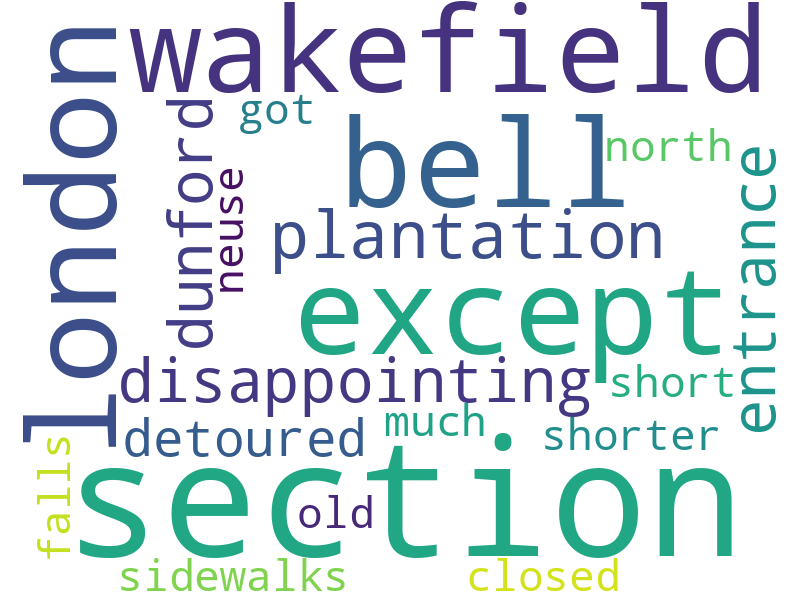 wakefield
london
got
dunford
bell
north
neuse
entrance
plantation
except
disappointing
short
much
detoured
shorter
falls
section
old
sidewalks
closed